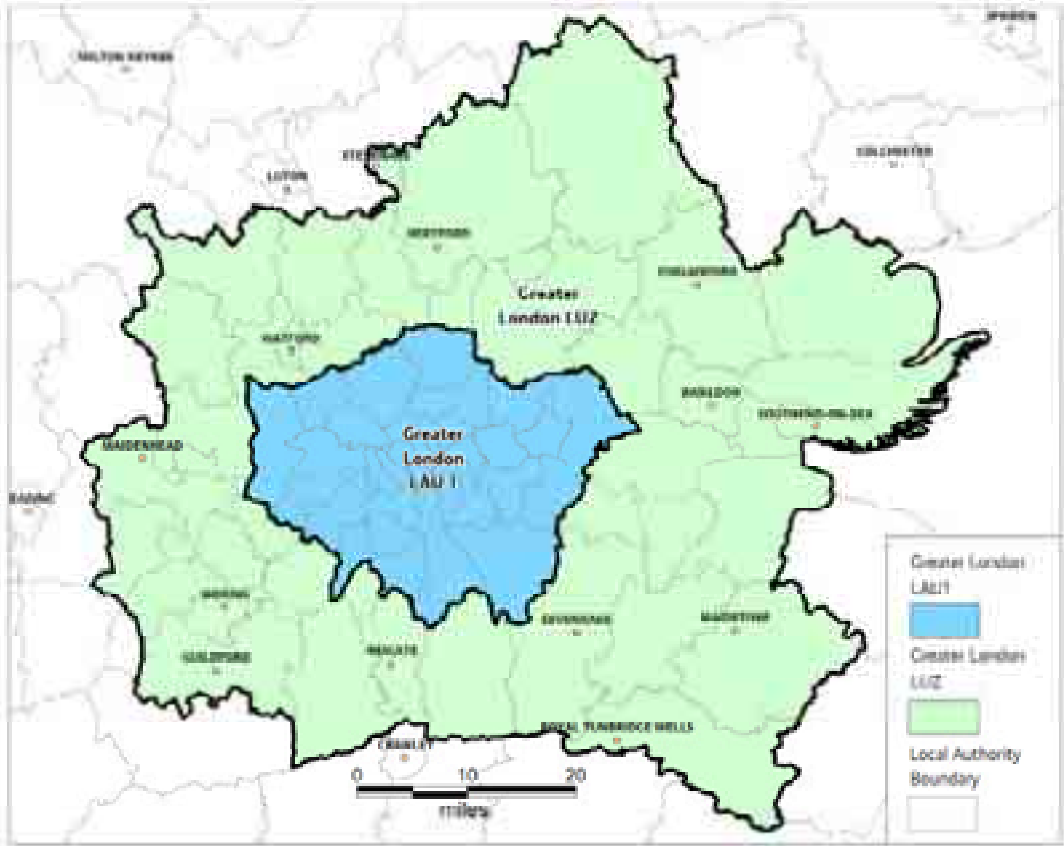 IPSWICH
MILTON KEYNES
COLCHESTER
STEVENAGE
LUTON
HERTFORD
CHELMSFORD
Greater
London LUZ
WATFORD
BASILDON
SOUTHEND-ON-SEA
Greater
London
LAU 1
MAIDENHEAD
WOKING
SEVENOAKS
MAIDSTONE
GUILDFORD
REIGATE
ROYAL TUNBRIDGE WELLS
CRAWLEY
0 10 20
miles
Greater London
LAU1
Greater London
LUZ
Local Authority
Boundary